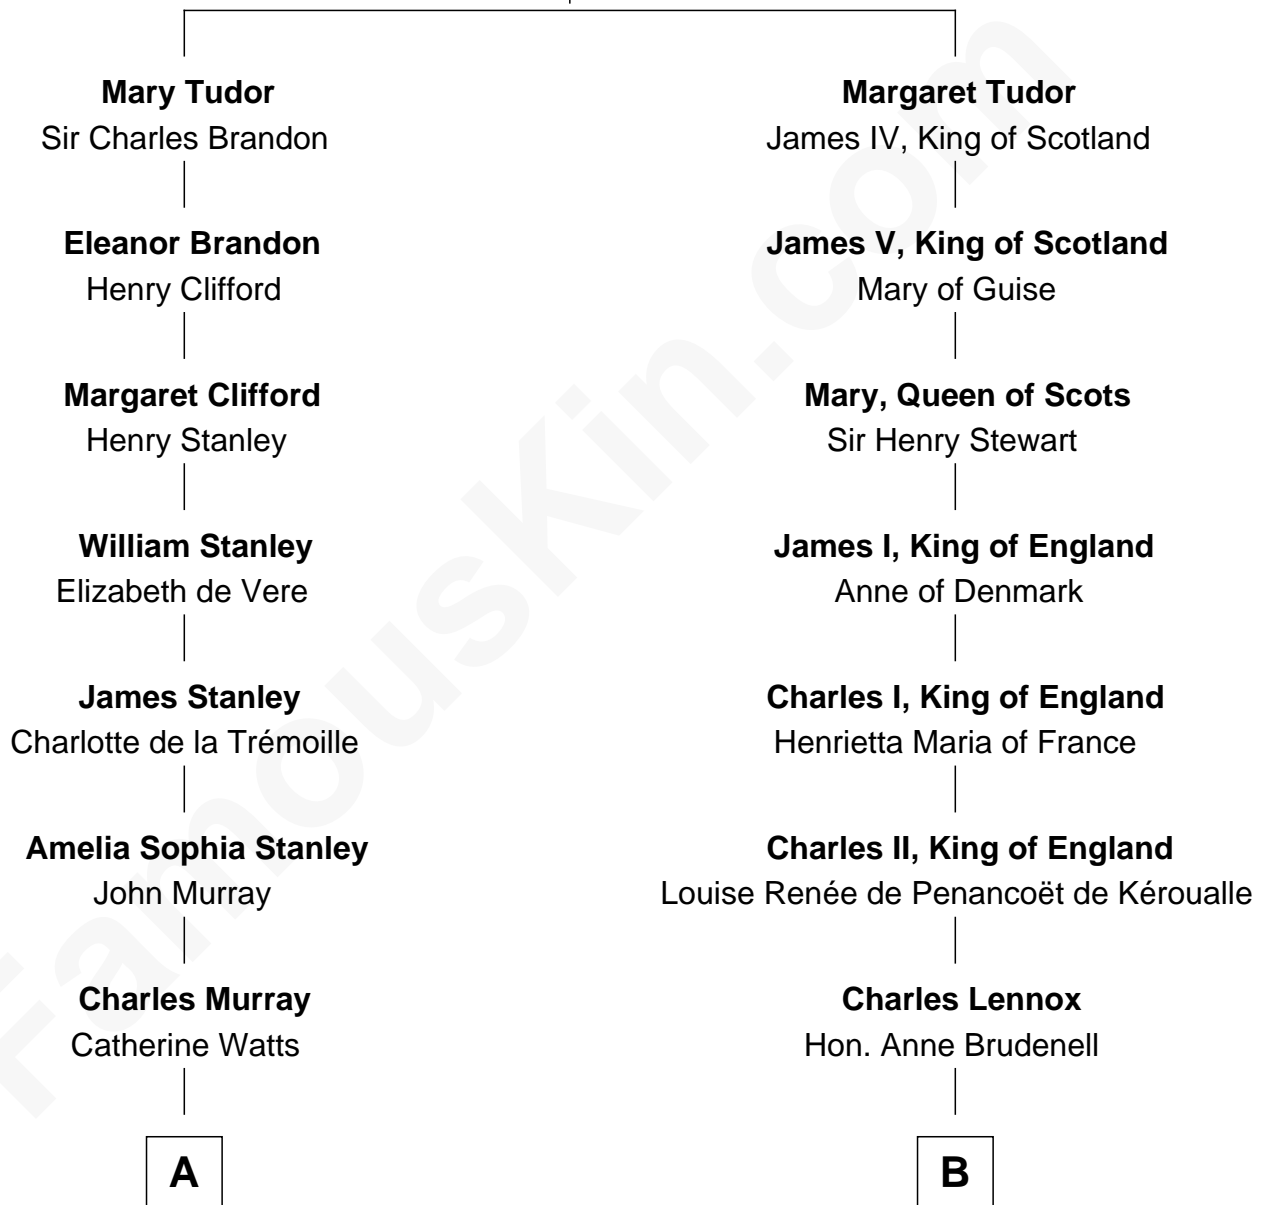 Mary Tudor
Sir Charles Brandon
Eleanor Brandon
Henry Clifford
Margaret Clifford
Henry Stanley
William Stanley
Elizabeth de Vere
James Stanley
Charlotte de la Trémoille
Amelia Sophia Stanley
John Murray
Charles Murray
Catherine Watts
A
Margaret Tudor
James IV, King of Scotland
James V, King of Scotland
Mary of Guise
Mary, Queen of Scots
Sir Henry Stewart
James I, King of England
Anne of Denmark
Charles I, King of England
Henrietta Maria of France
Charles II, King of England
Louise Renée de Penancoët de Kéroualle
Charles Lennox
Hon. Anne Brudenell
B
FamousKin.com